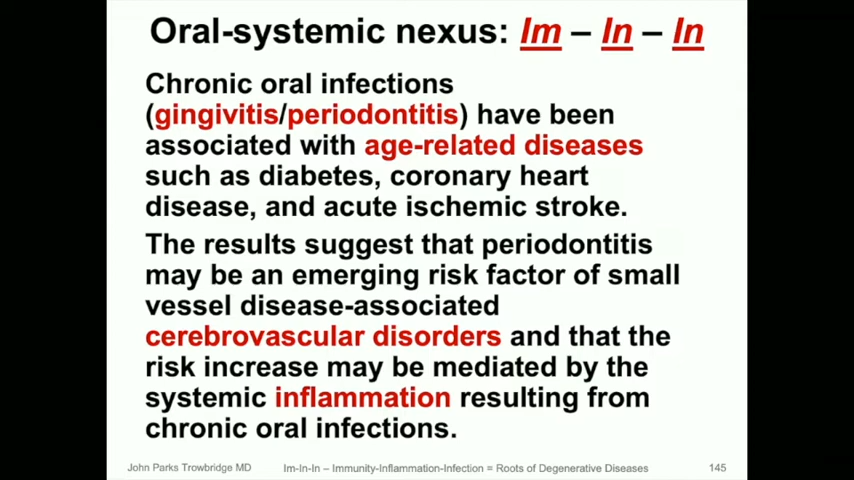 Oral-systemic nexus: Im – In – In
Chronic oral infections
(gingivitis/periodontitis) have been
associated with age-related diseases
such as diabetes, coronary heart
disease, and acute ischemic stroke.
The results suggest that periodontitis
may be an emerging risk factor of small
vessel disease-associated
cerebrovascular disorders and that the
risk increase may be mediated by the
systemic inflammation resulting from
chronic oral infections.
John Parks Trowbridge MD Im-In-In – Immunity-Inflammation-Infection = Roots of Degenerative Diseases 145